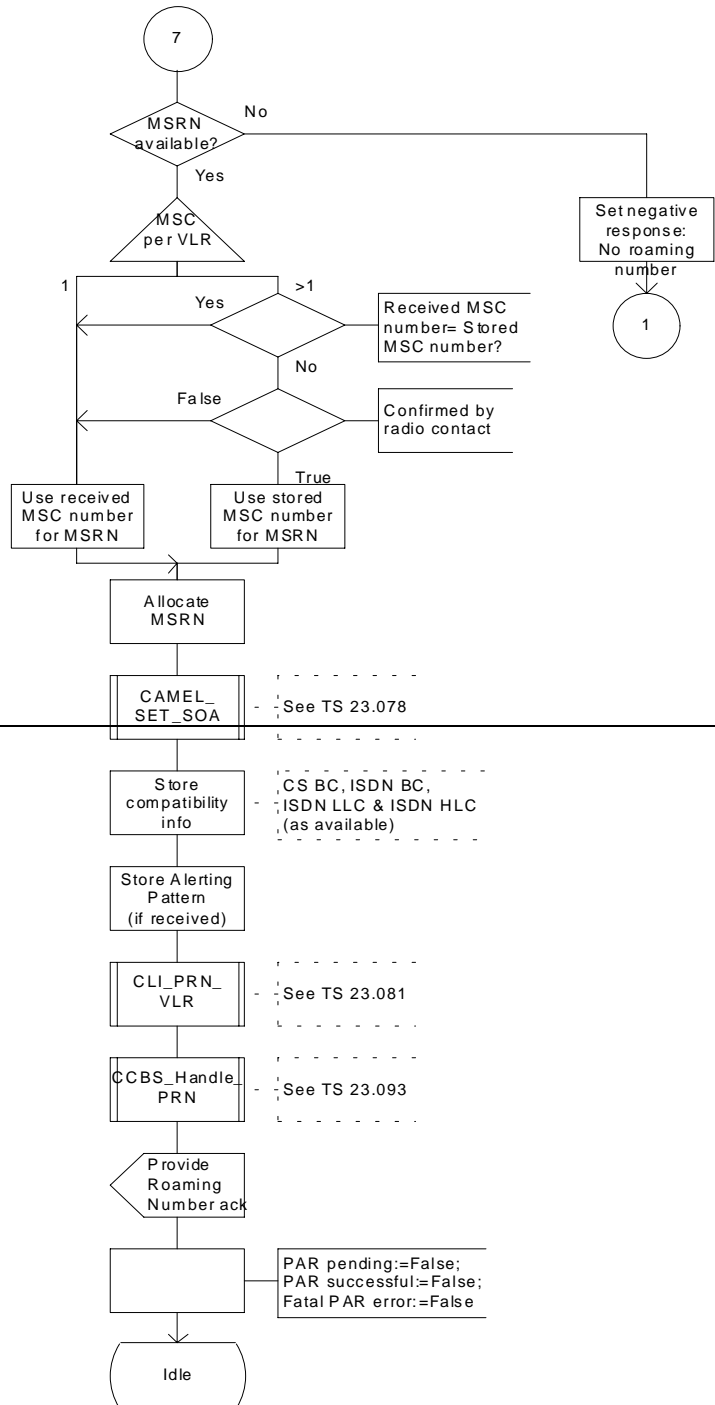 7
No
MSRN
available?
Yes
MSC
per VLR
Set negative
response:
No roaming
number
1
1
>1
Yes
Received MSC
number= Stored
MSC number?
No
False
Confirmed by
radio contact
True
Use received
MSC number
for MSRN
Use stored
MSC number
for MSRN
Allocate
MSRN
CAMEL_
SET_SOA
See TS 23.078
Store
compatibility
info
CS BC, ISDN BC,
ISDN LLC & ISDN HLC
(as available)
Store Alerting
Pattern
(if received)
CLI_PRN_
VLR
See TS 23.081
CCBS_Handle_
PRN
See TS 23.093
Provide
Roaming
Number ack
PAR pending:=False;
PAR successful:=False;
Fatal PAR error:=False
Idle